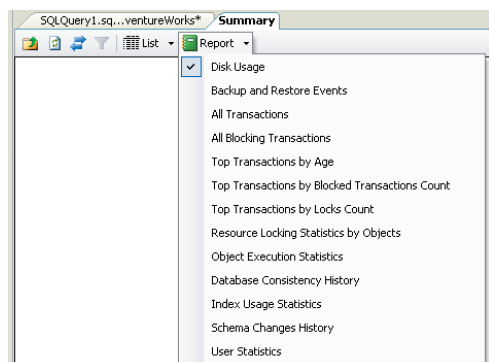 SQLQuery1.sq...ventureWorks* Summary
List Report
Disk Usage
Backup and Restore Events
All Transactions
All Blocking Transactions
Top Transactions by Age
Top Transactions by Blocked Transactions Count
Top Transactions by Locks Count
Resource Locking Statistics by Objects
Object Execution Statistics
Database Consistency History
Index Usage Statistics
Schema Changes History
User Statistics